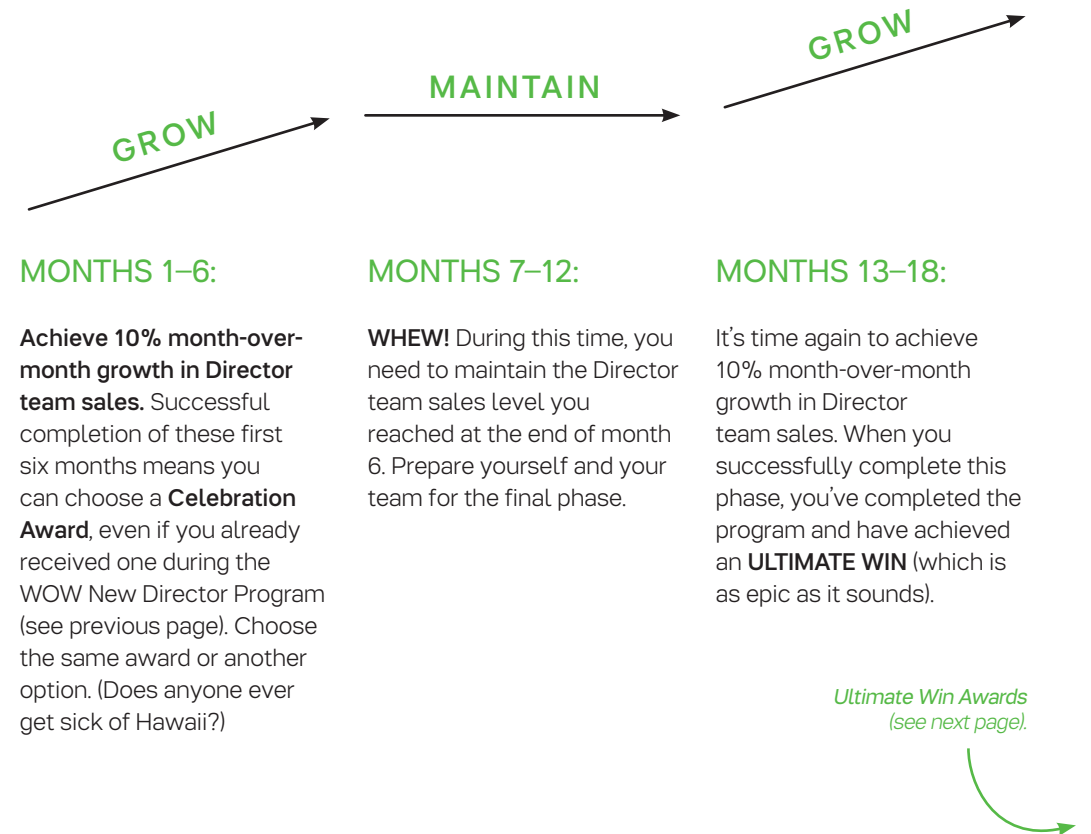 GROW
MAINTAIN
GROW
MONTHS 1–6:
Achieve 10% month-over-
month growth in Director
team sales. Successful
completion of these first
six months means you
can choose a Celebration
Award, even if you already
received one during the
WOW New Director Program
(see previous page). Choose
the same award or another
option. (Does anyone ever
get sick of Hawaii?)
MONTHS 7–12:
WHEW! During this time, you
need to maintain the Director
team sales level you
reached at the end of month
6. Prepare yourself and your
team for the final phase.
MONTHS 13–18:
It’s time again to achieve
10% month-over-month
growth in Director
team sales. When you
successfully complete this
phase, you’ve completed the
program and have achieved
an ULTIMATE WIN (which is
as epic as it sounds).
Ultimate Win Awards
(see next page).